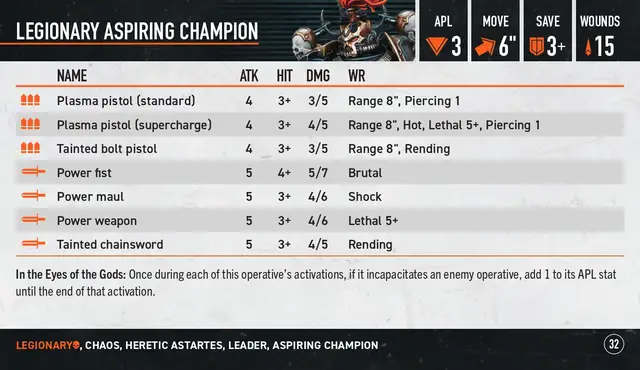 LEGIONARY ASPIRING CHAMPION
APL MOVE SAVE WOUNDS
3 6" 3+ 15
NAME ATK HIT DMG WR
Plasma pistol (standard) 4 3+ 3/5 Range 8", Piercing 1
Plasma pistol (supercharge) 4 3+ 4/5 Range 8", Hot, Lethal 5+, Piercing 1
Tainted bolt pistol 4 3+ 3/5 Range 8", Rending
Power fist 5 4+ 5/7 Brutal
Power maul 5 3+ 4/6 Shock
Power weapon 5 3+ 4/6 Lethal 5+
Tainted chainsword 5 3+ 4/5 Rending
In the Eyes of the Gods: Once during each of this operative's activations, if it incapacitates an enemy operative, add 1 to its APL stat
until the end of that activation.
LEGIONARY, CHAOS, HERETIC ASTARTES, LEADER, ASPIRING CHAMPION
32